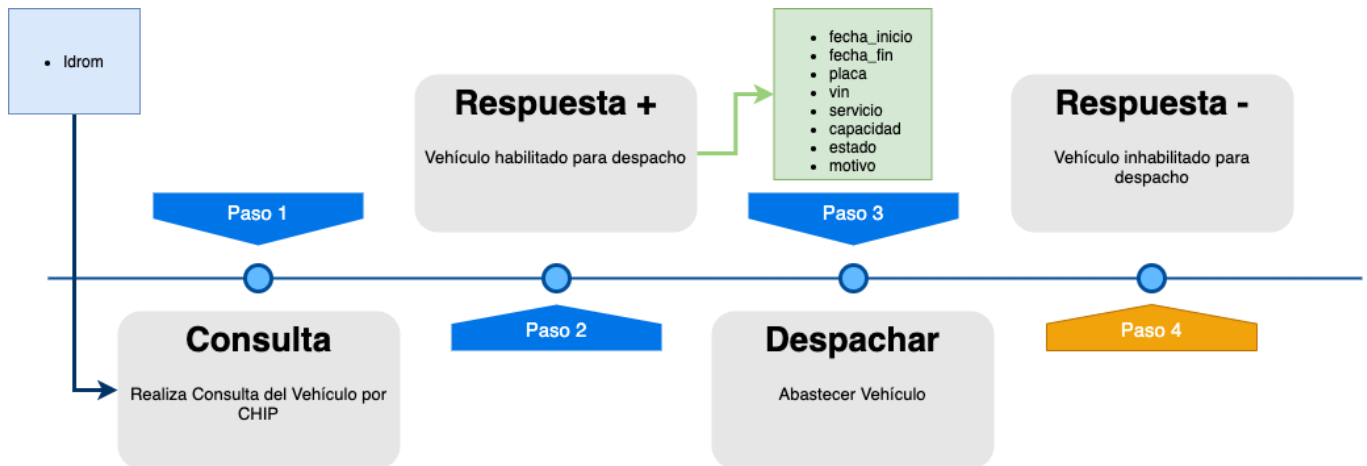 • Idrom
Respuesta +
Vehículo habilitado para despacho
• fecha_inicio
• fecha_fin
• placa
• vin
• servicio
• capacidad
• estado
• motivo
Respuesta -
Vehículo inhabilitado para
despacho
Paso 1
Paso 3
Consulta
Realiza Consulta del Vehículo por
CHIP
Paso 2
Despachar
Abastecer Vehículo
Paso 4